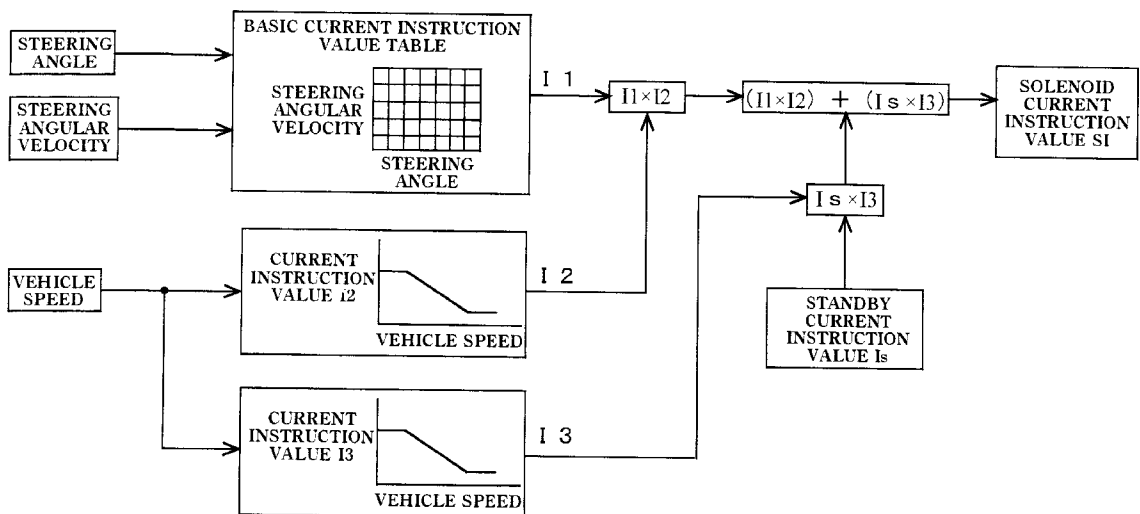 STEERING
ANGLE
STEERING
ANGULAR
VELOCITY
BASIC CURRENT INSTRUCTION
VALUE TABLE
STEERING
ANGULAR
VELOCITY
STEERING
ANGLE
I 1
I1×I2
(I1×I2) + (Is×I3)
SOLENOID
CURRENT
INSTRUCTION
VALUE SI
Is×I3
VEHICLE
SPEED
CURRENT
INSTRUCTION
VALUE i2
VEHICLE SPEED
I 2
STANDBY
CURRENT
INSTRUCTION
VALUE Is
CURRENT
INSTRUCTION
VALUE I3
VEHICLE SPEED
I 3